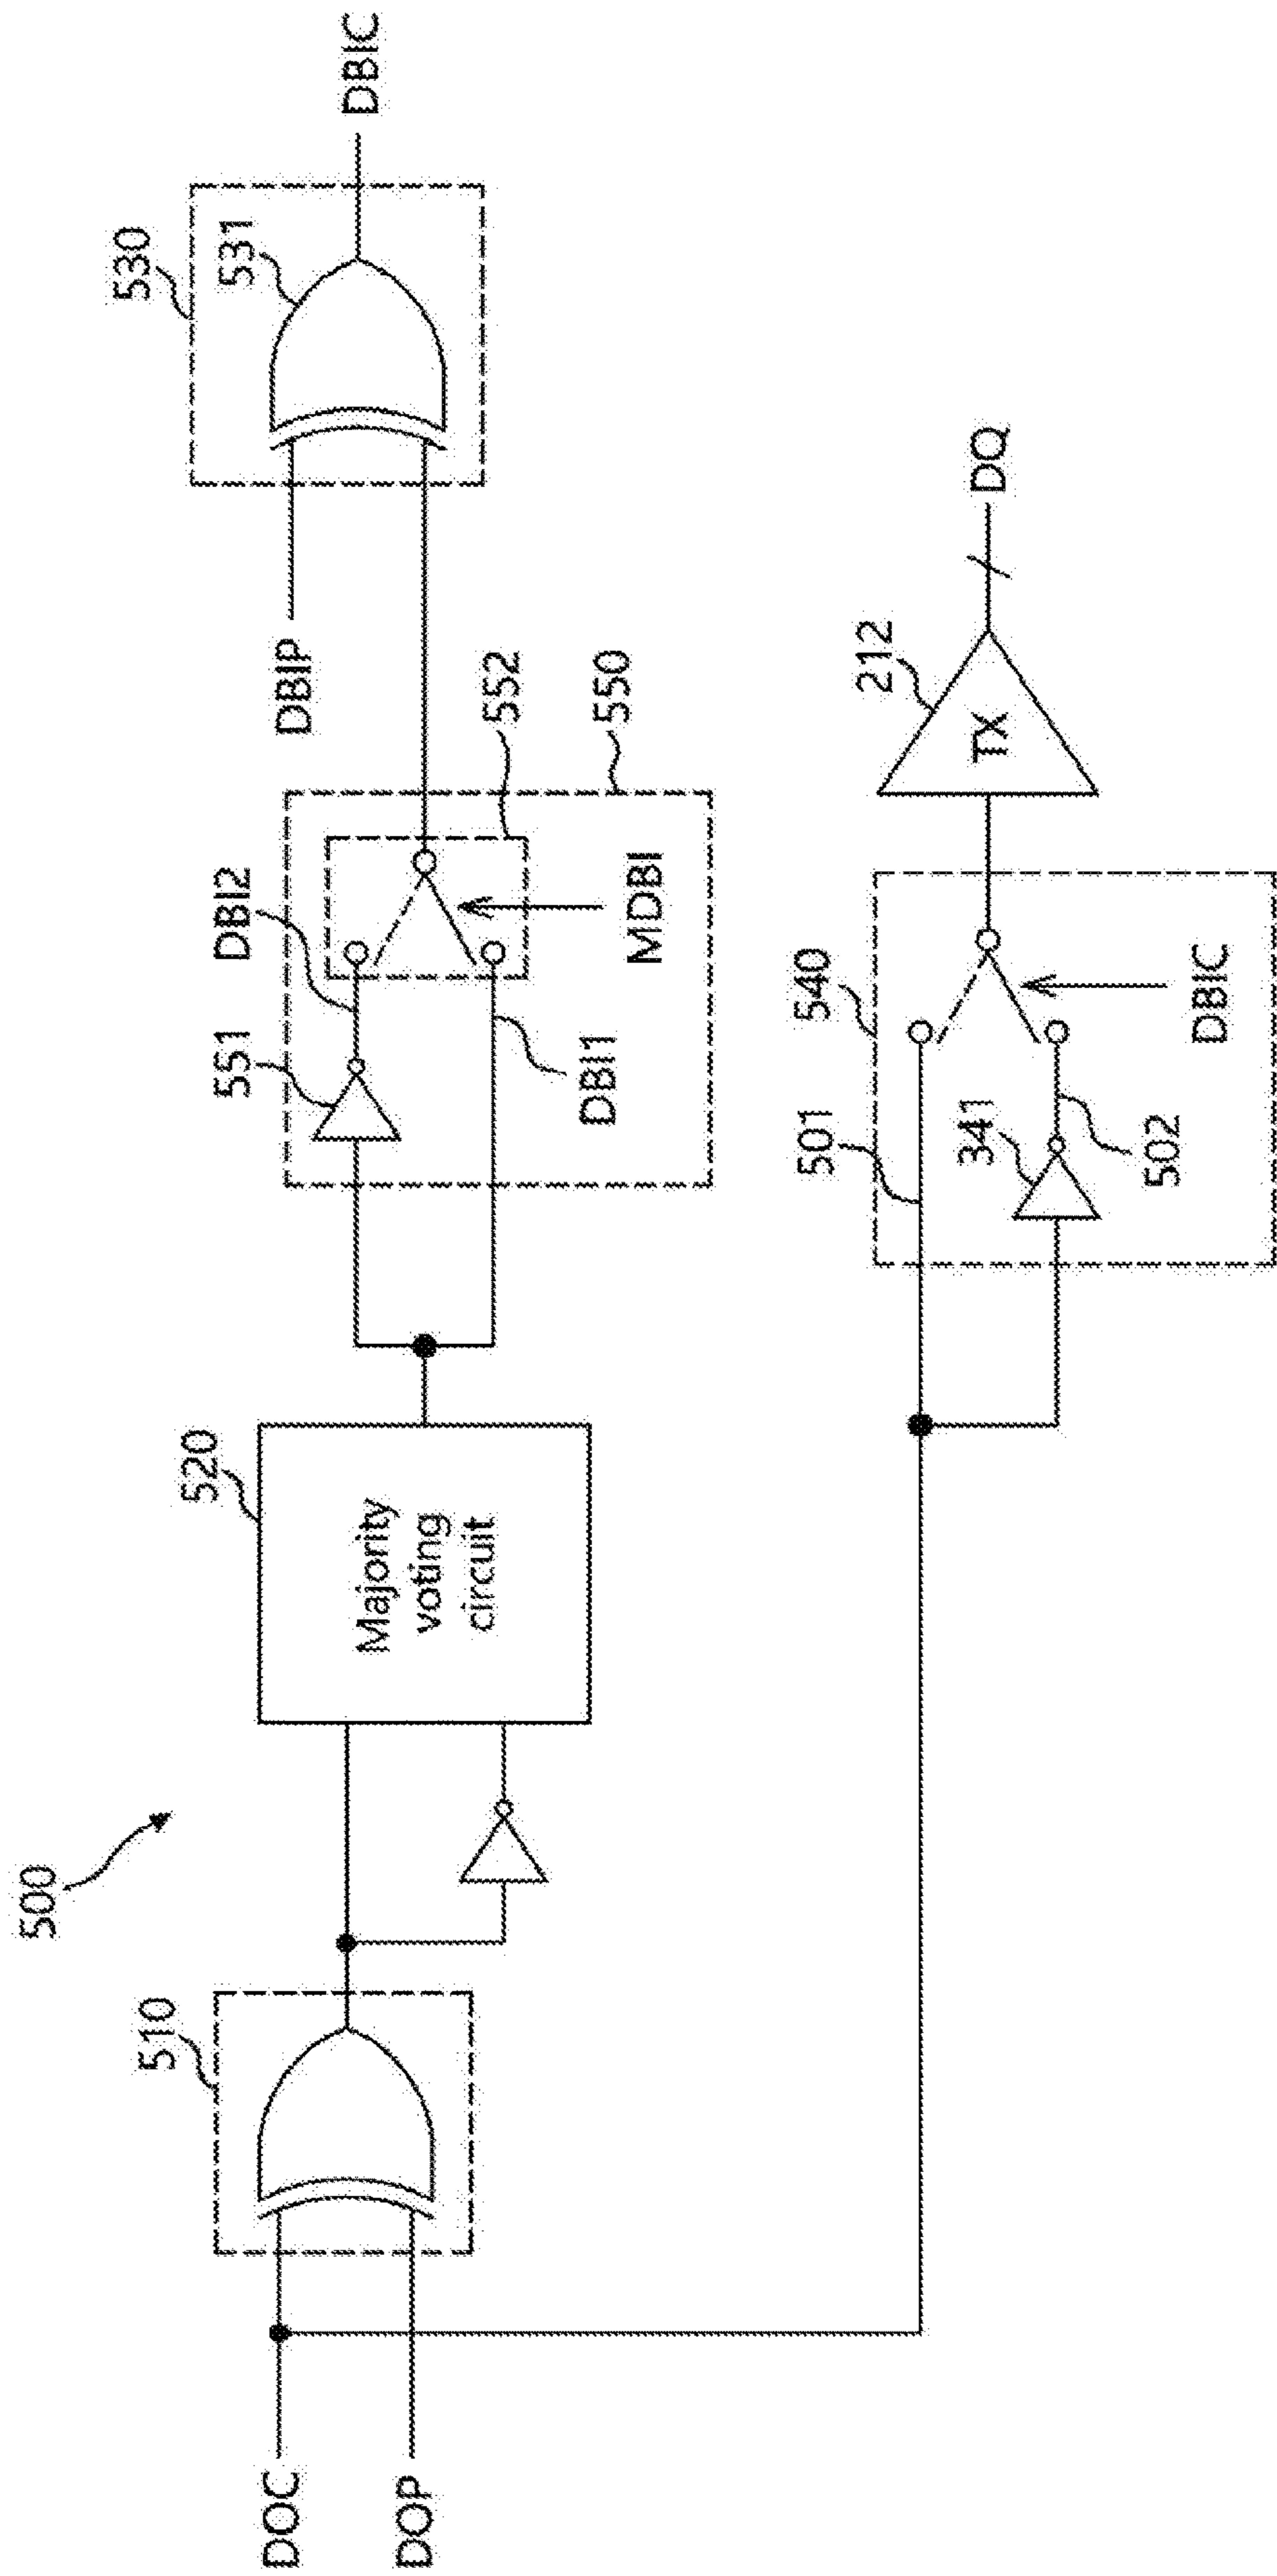 500
DOC
DOP
510
520
Majority
voting
circuit
551
DBI2
DBI1
MDBI
552
550
DBIP
530
531
DBIC
501
341
502
540
DBIC
212
TX
DQ